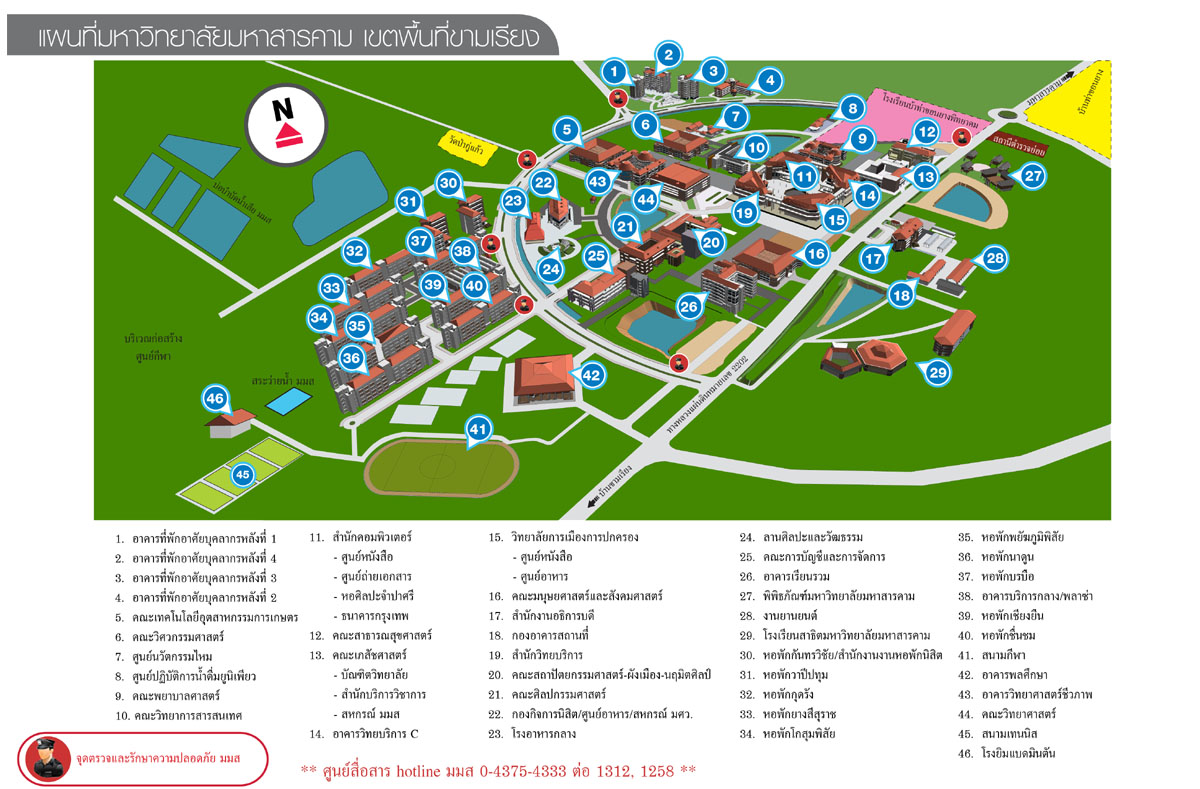 แผนที่มหาวิทยาลัยมหาสารคาม เขตพื้นที่ขามเรียง
N
1
2
3
4
5
6
7
8
9
10
11
12
13
14
15
16
17
18
19
20
21
22
23
24
25
26
27
28
29
30
31
32
33
34
35
36
37
38
39
40
41
42
43
44
45
46
มหาสารคาม
บ้านท่าขอนยาง
โรงเรียนบ้านท่าขอนยางพิทยาคม
สถานีตำรวจย่อย
วัดป่ากู่แก้ว
บ่อบำบัดน้ำเสีย มมส
บริเวณก่อสร้าง
ศูนย์กีฬา
สระว่ายน้ำ มมส
ทางหลวงแผ่นดินหมายเลข 2202
บ้านขามเรียง
1. อาคารที่พักอาศัยบุคลากรหลังที่ 1
2. อาคารที่พักอาศัยบุคลากรหลังที่ 4
3. อาคารที่พักอาศัยบุคลากรหลังที่ 3
4. อาคารที่พักอาศัยบุคลากรหลังที่ 2
5. คณะเทคโนโลยีอุตสาหกรรมการเกษตร
6. คณะวิศวกรรมศาสตร์
7. ศูนย์นวัตกรรมไหม
8. ศูนย์ปฏิบัติการน้ำดื่มยูนิเพียว
9. คณะพยาบาลศาสตร์
10. คณะวิทยาการสารสนเทศ
11. สำนักคอมพิวเตอร์
- ศูนย์หนังสือ
- ศูนย์ถ่ายเอกสาร
- หอศิลปะจำปาศรี
- ธนาคารกรุงเทพ
12. คณะสาธารณสุขศาสตร์
13. คณะเภสัชศาสตร์
- บัณฑิตวิทยาลัย
- สำนักบริการวิชาการ
- สหกรณ์ มมส
14. อาคารวิทยบริการ C
15. วิทยาลัยการเมืองการปกครอง
- ศูนย์หนังสือ
- ศูนย์อาหาร
16. คณะมนุษยศาสตร์และสังคมศาสตร์
17. สำนักงานอธิการบดี
18. กองอาคารสถานที่
19. สำนักวิทยบริการ
20. คณะสถาปัตยกรรมศาสตร์-ผังเมือง-นฤมิตศิลป์
21. คณะศิลปกรรมศาสตร์
22. กองกิจการนิสิต/ศูนย์อาหาร/สหกรณ์ มศว.
23. โรงอาหารกลาง
24. ลานศิลปะและวัฒธรรม
25. คณะการบัญชีและการจัดการ
26. อาคารเรียนรวม
27. พิพิธภัณฑ์มหาวิทยาลัยมหาสารคาม
28. งานยานยนต์
29. โรงเรียนสาธิตมหาวิทยาลัยมหาสารคาม
30. หอพักกันทรวิชัย/สำนักงานงานหอพักนิสิต
31. หอพักวาปีปทุม
32. หอพักกุดรัง
33. หอพักยางสีสุราช
34. หอพักโกสุมพิสัย
35. หอพักพยัฆภูมิพิสัย
36. หอพักนาดูน
37. หอพักบรบือ
38. อาคารบริการกลาง/พลาซ่า
39. หอพักเชียงยืน
40. หอพักชื่นชม
41. สนามกีฬา
42. อาคารพลศึกษา
43. อาคารวิทยาศาสตร์ชีวภาพ
44. คณะวิทยาศาสตร์
45. สนามเทนนิส
46. โรงยิมแบดมินตัน
จุดตรวจและรักษาความปลอดภัย มมส
** ศูนย์สื่อสาร hotline มมส 0-4375-4333 ต่อ 1312, 1258 **